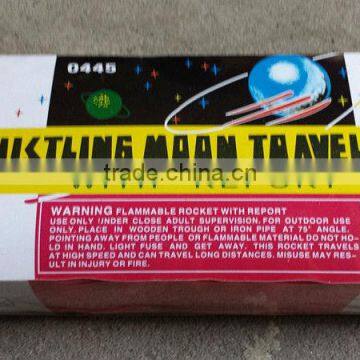 0445
WHISTLING MOON TRAVEL
trade.china.cn
WITH REPORT
WARNING FLAMMABLE ROCKET WITH REPORT
USE ONLY UNDER CLOSE ADULT SUPERVISION. FOR OUTDOOR USE
ONLY. PLACE IN WOODEN TROUGH OR IRON PIPE AT 75° ANGLE.
POINTING AWAY FROM PEOPLE OR FLAMMABLE MATERIAL DO NOT HO-
LD IN HAND. LIGHT FUSE AND GET AWAY. THIS ROCKET TRAVELS
AT HIGH SPEED AND CAN TRAVEL LONG DISTANCES. MISUSE MAY RES-
ULT IN INJURY OR FIRE.